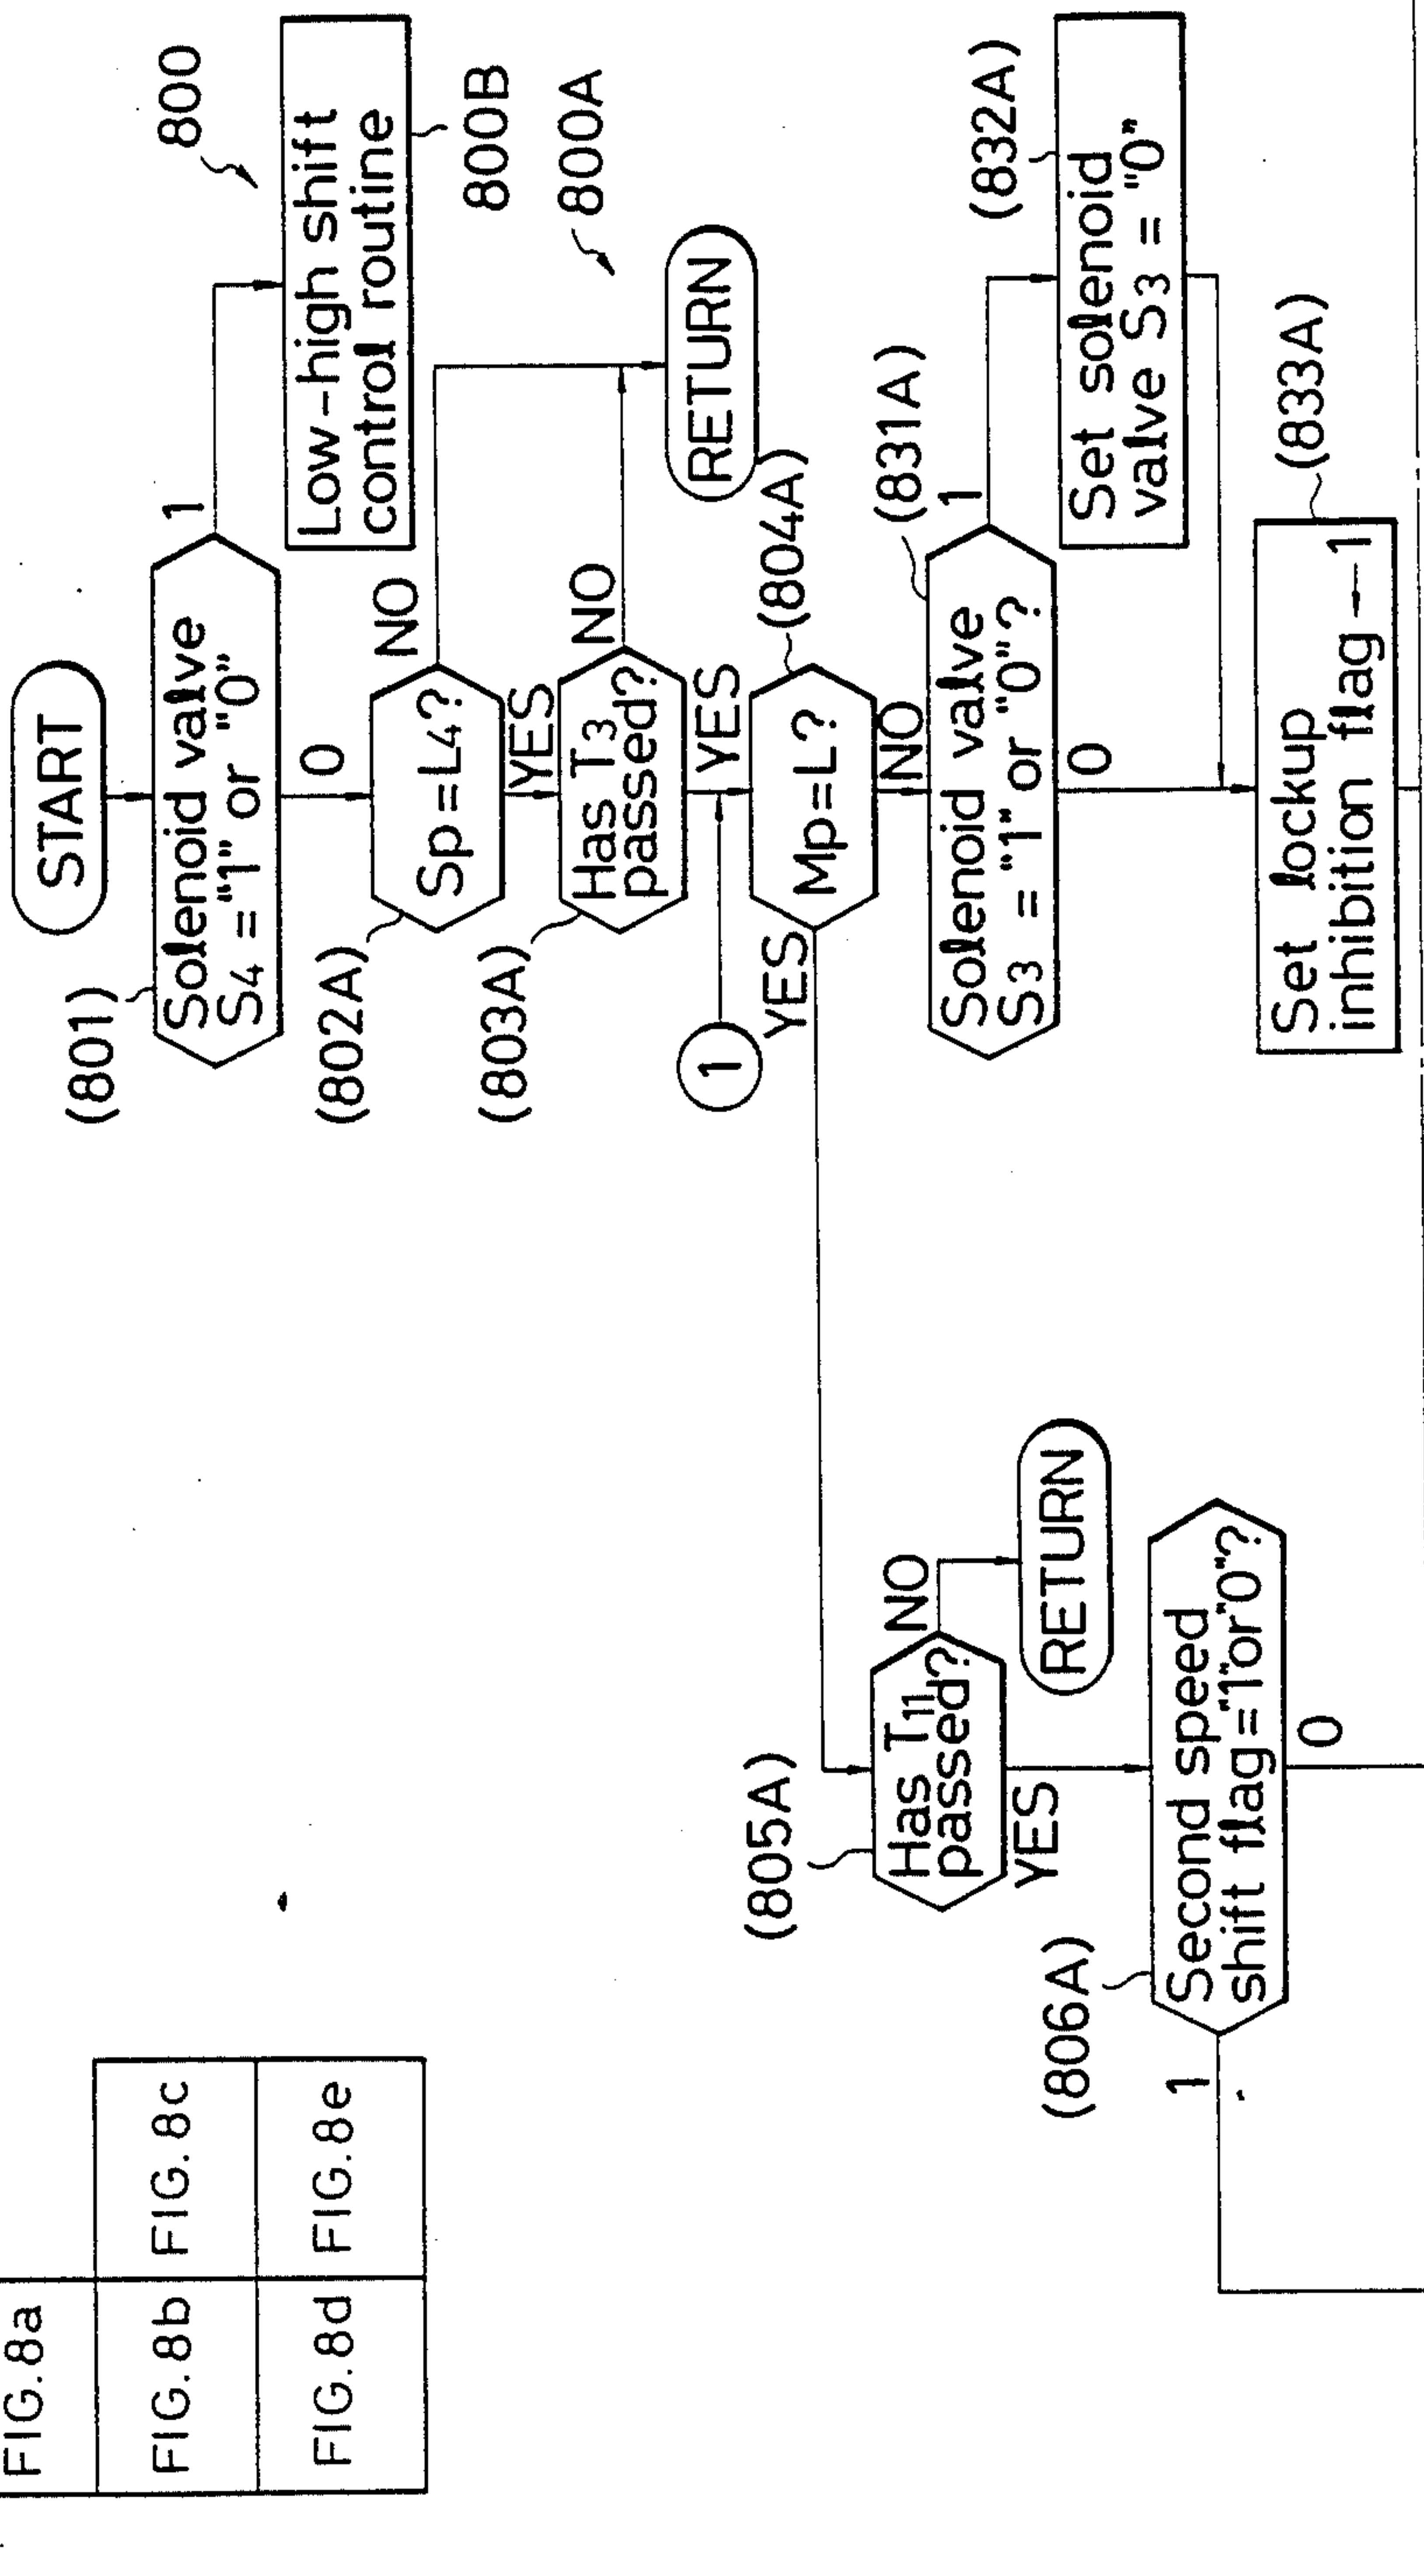 FIG.8a
FIG.8b
FIG.8c
FIG.8d
FIG.8e
START
800
(801)
Solenoid valve
S4 = "1" or "0"
1
0
Low-high shift
control routine
800B
800A
(802A)
Sp=L4?
NO
YES
(803A)
Has T3
passed?
NO
YES
RETURN
1
(804A)
Mp=L?
YES
NO
(805A)
Has T11
passed?
NO
YES
RETURN
(806A)
Second speed
shift flag="1"or"0"?
1
0
(831A)
Solenoid valve
S3 = "1" or "0"?
1
0
(832A)
Set solenoid
valve S3 = "0"
(833A)
Set lockup
inhibition flag←1